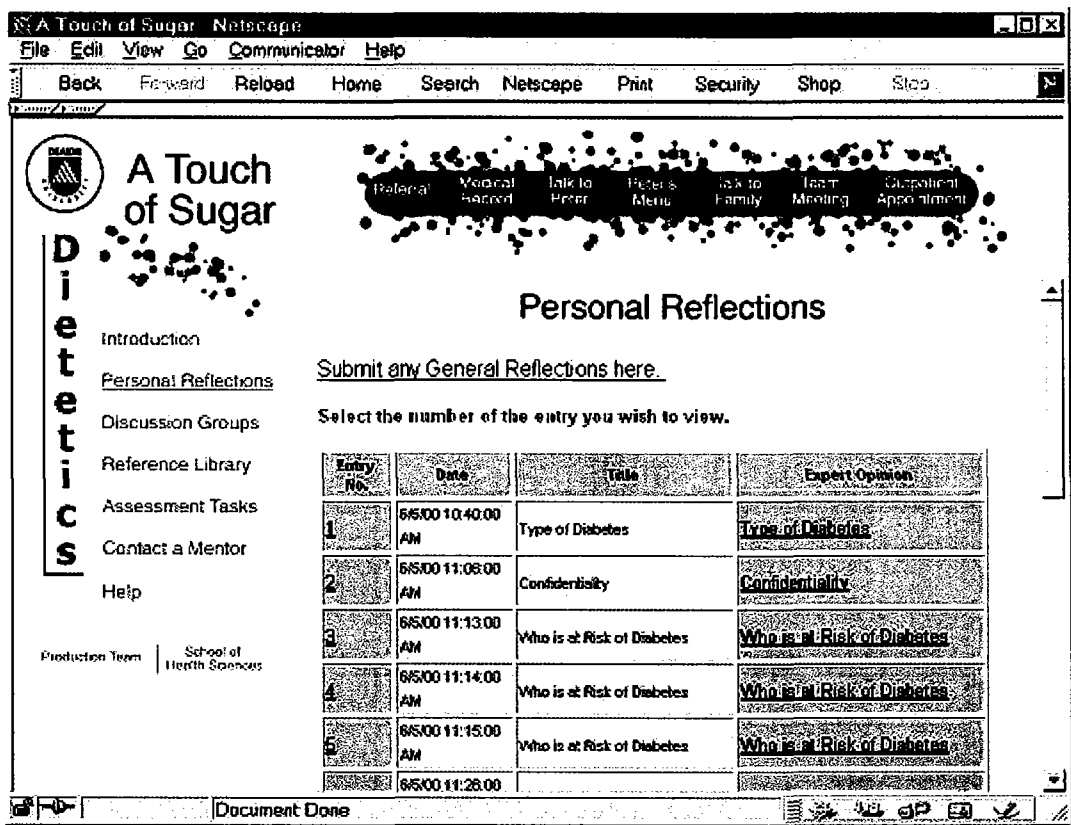 A Touch of Sugar Netscape
File Edit View Go Communicator Help
Back Forward Reload Home Search Netscape Print Security Shop Stop
DEAKIN
A Touch
of Sugar
Referral
Medical
Record
Talk to
Peter
Peter's
Menu
Talk to
Family
Team
Meeting
Outpatient
Appointment
Dietetics
Introduction
Personal Reflections
Discussion Groups
Reference Library
Assessment Tasks
Contact a Mentor
Help
Production Team
School of
Health Sciences
Personal Reflections
Submit any General Reflections here.
Select the number of the entry you wish to view.
Entry No. Date Title Expert Opinion
1 6/5/00 10:40:00 AM Type of Diabetes Type of Diabetes
2 6/5/00 11:06:00 AM Confidentiality Confidentiality
3 6/5/00 11:13:00 AM Who is at Risk of Diabetes Who is at Risk of Diabetes
4 6/5/00 11:14:00 AM Who is at Risk of Diabetes Who is at Risk of Diabetes
5 6/5/00 11:15:00 AM Who is at Risk of Diabetes Who is at Risk of Diabetes
6/5/00 11:26:00
Document Done